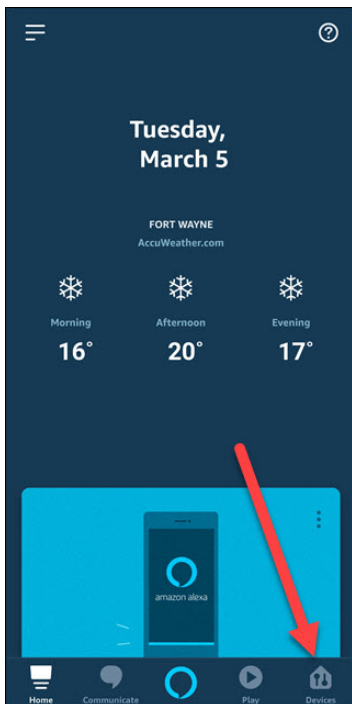 Tuesday,
March 5
FORT WAYNE
AccuWeather.com
Morning Afternoon Evening
16° 20° 17°
amazon alexa
Home Communicate Play Devices